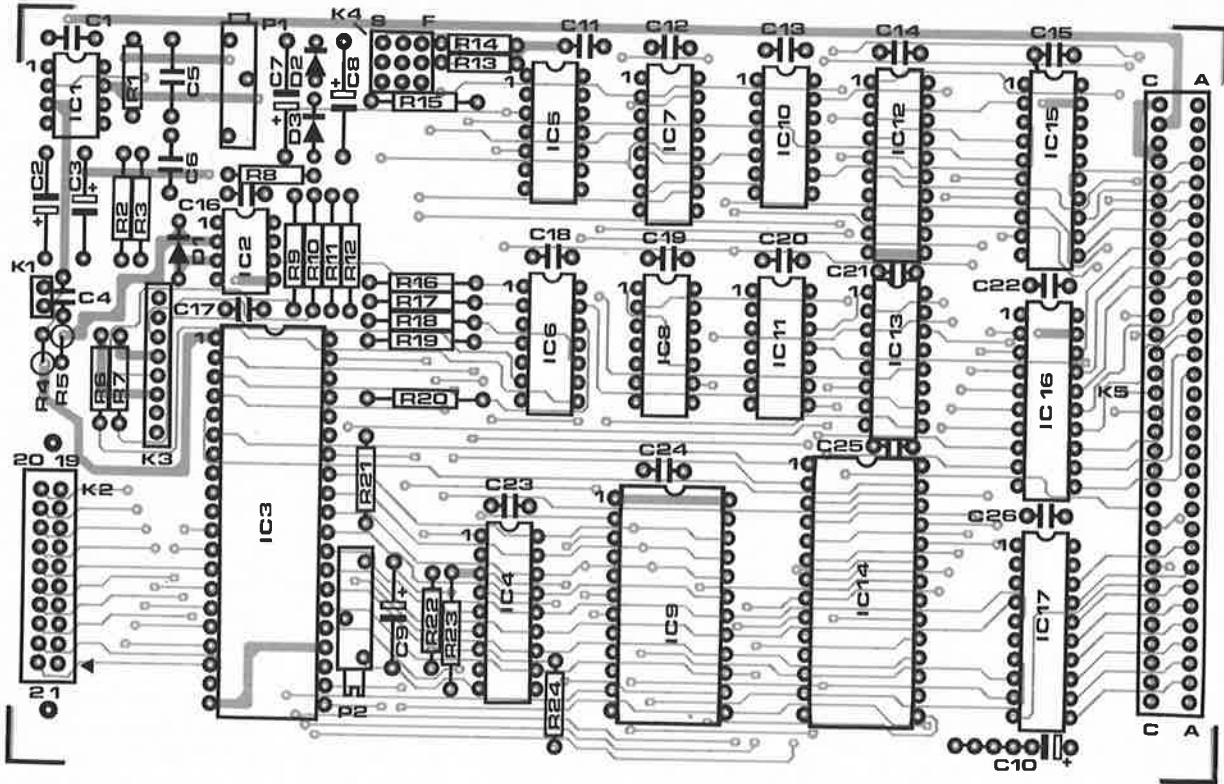 C1
P1
K4
S F
C11
C12
C13
C14
C15
R14
R13
1
IC1
R1
C5
C7
D2
C8
+
+
D3
R15
1
IC5
1
IC7
1
IC10
1
IC12
1
IC15
C A
C6
C2
C3
+
+
R2
R3
R8
C16
1
IC2
D1
R9
R10
R11
R12
C18
C19
C20
C21
C22
K1
C4
C17
R16
R17
R18
R19
1
IC6
1
IC8
1
IC11
1
IC13
1
IC16
R4
R5
R6
R7
1
K3
R20
K5
20 19
K2
IC3
R21
C23
C24
C25
C26
1
IC4
1
IC9
1
IC14
1
IC17
C9
+
R22
R23
R24
21
P2
C10
+
C A